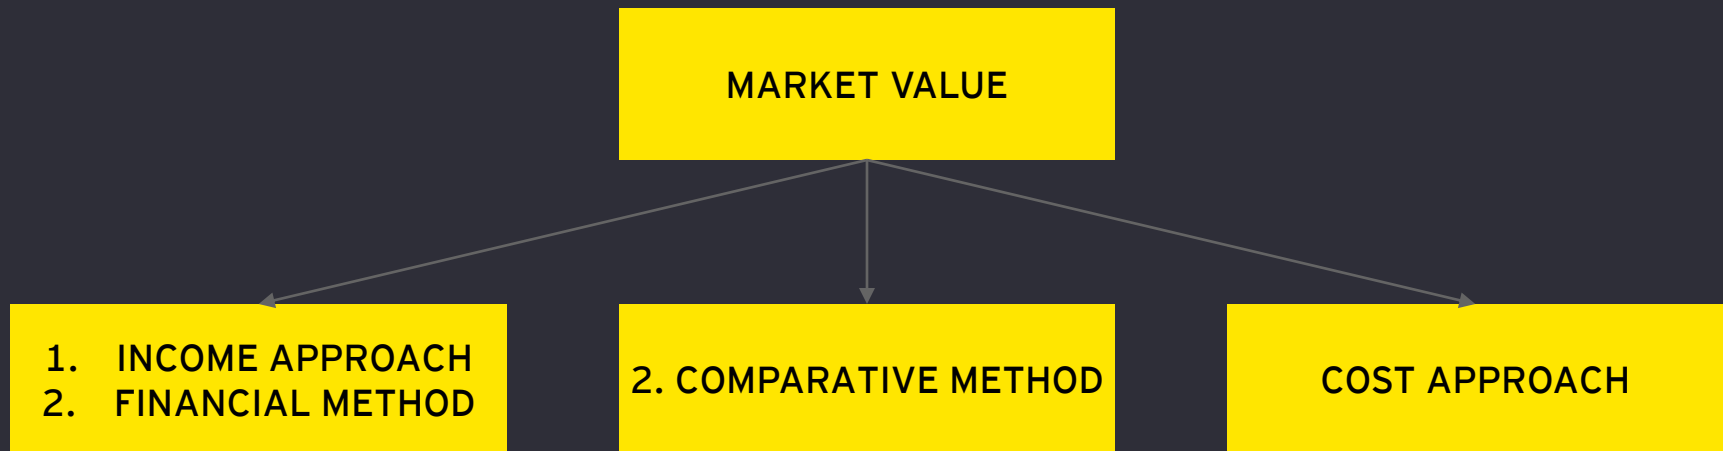 MARKET VALUE
1. INCOME APPROACH
2. FINANCIAL METHOD
2. COMPARATIVE METHOD
COST APPROACH